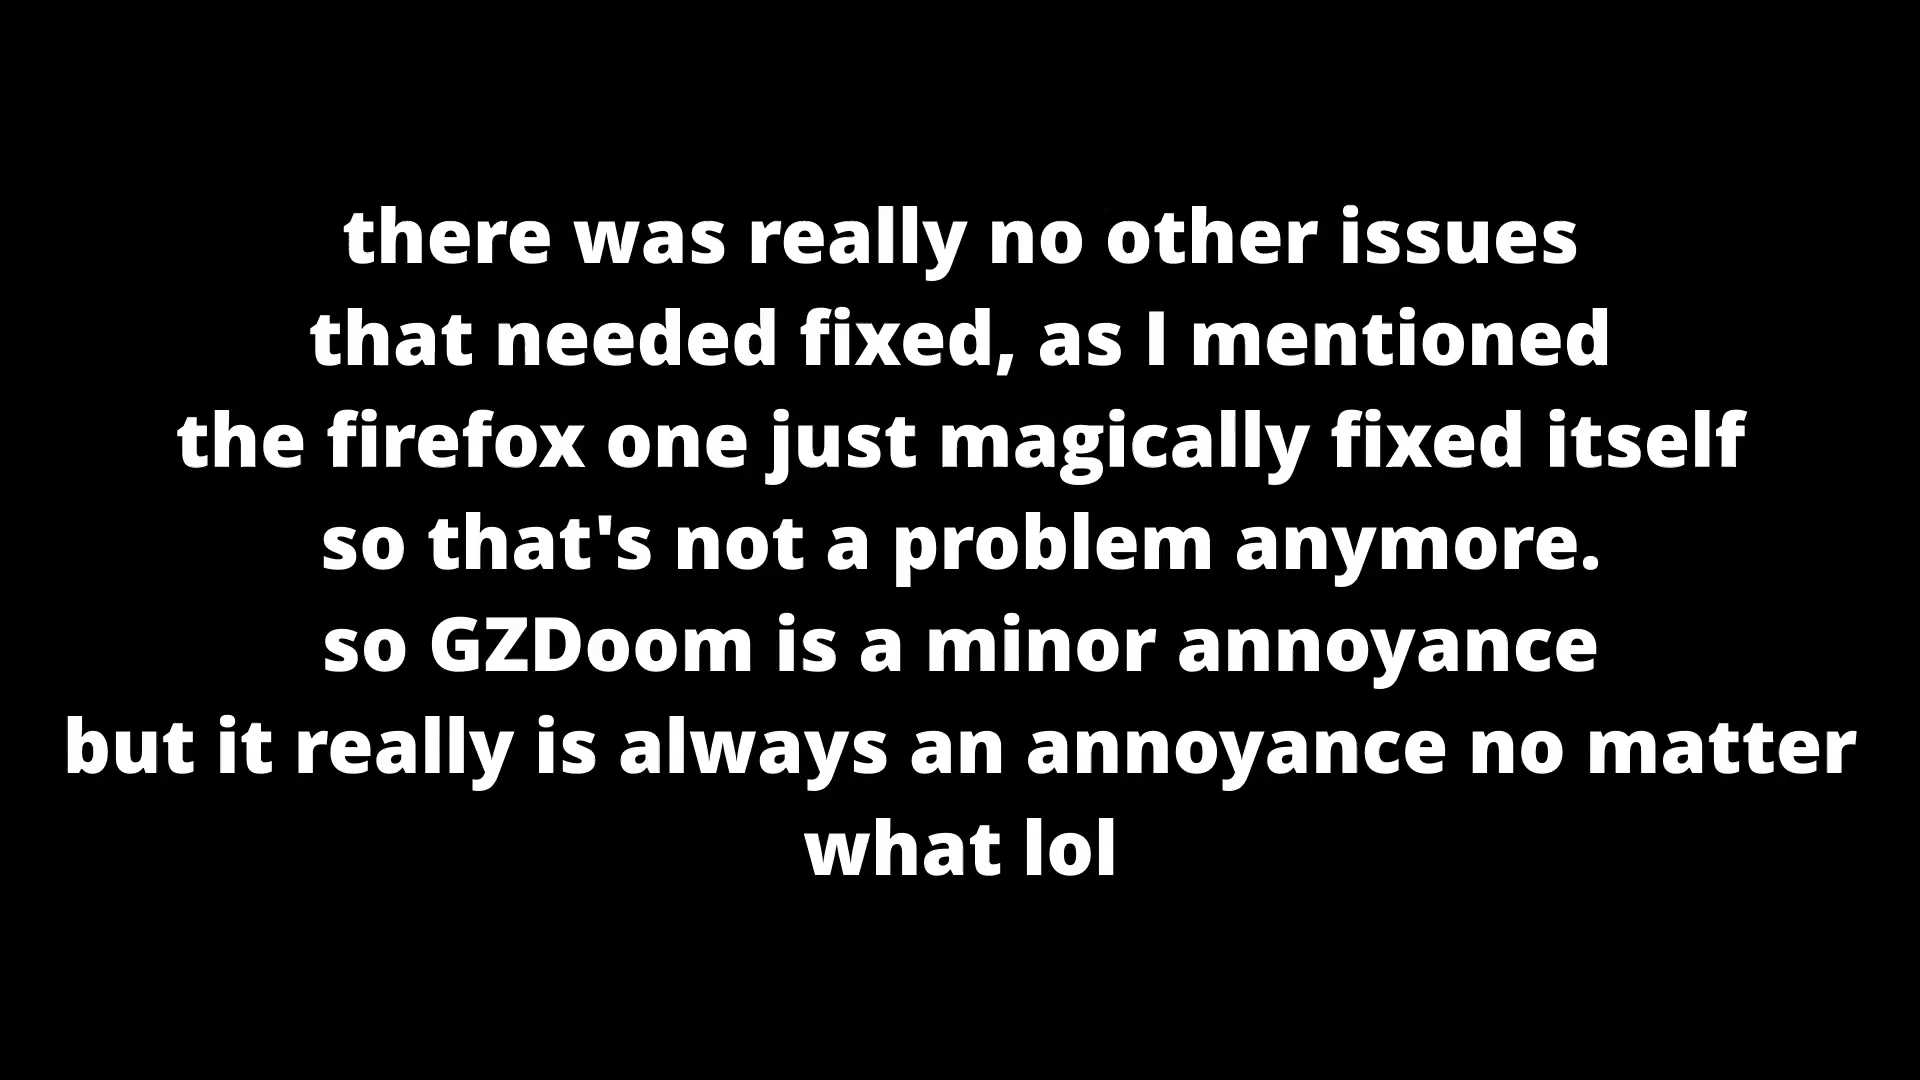 there was really no other issues
that needed fixed, as I mentioned
the firefox one just magically fixed itself
so that's not a problem anymore.
so GZDoom is a minor annoyance
but it really is always an annoyance no matter
what lol